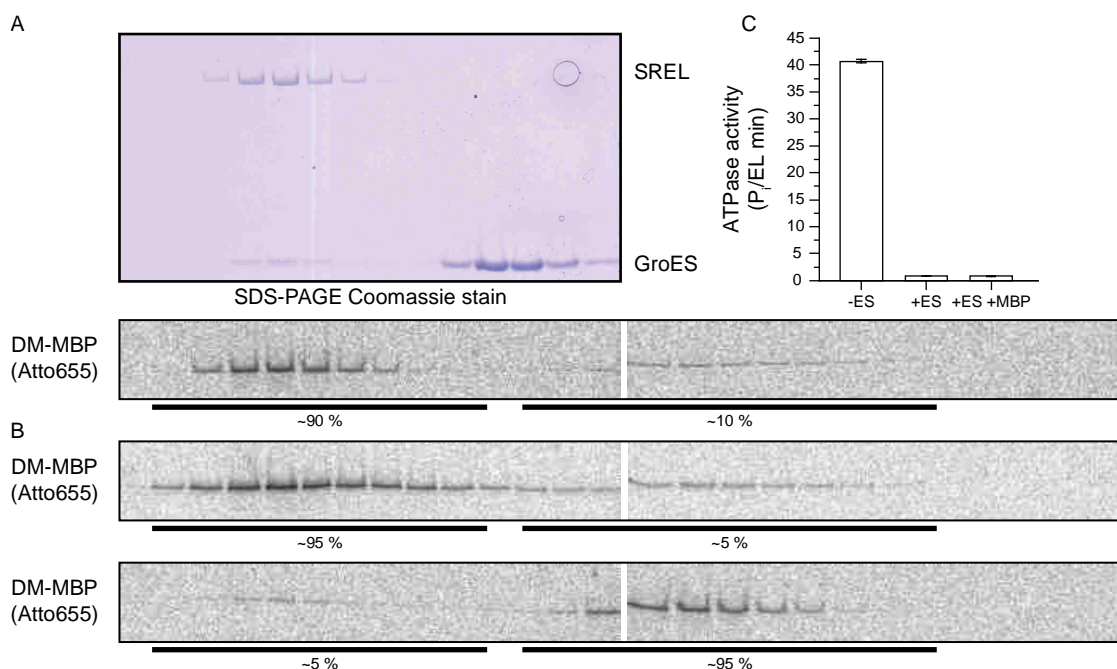 A
SREL
GroES
SDS-PAGE Coomassie stain
C
ATPase activity
(Pi/EL min)
45
40
35
30
25
20
15
10
5
0
-ES
+ES
+ES +MBP
DM-MBP
(Atto655)
~90 %
~10 %
B
DM-MBP
(Atto655)
~95 %
~5 %
DM-MBP
(Atto655)
~5 %
~95 %